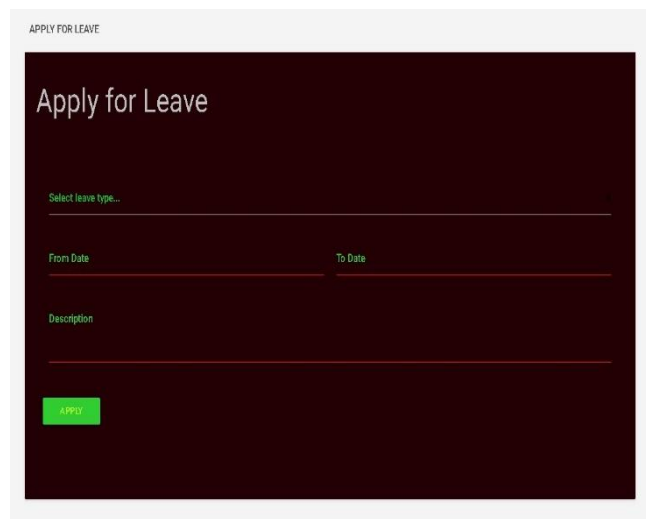 APPLY FOR LEAVE
Apply for Leave
Select leave type...
From Date To Date
Description
APPLY